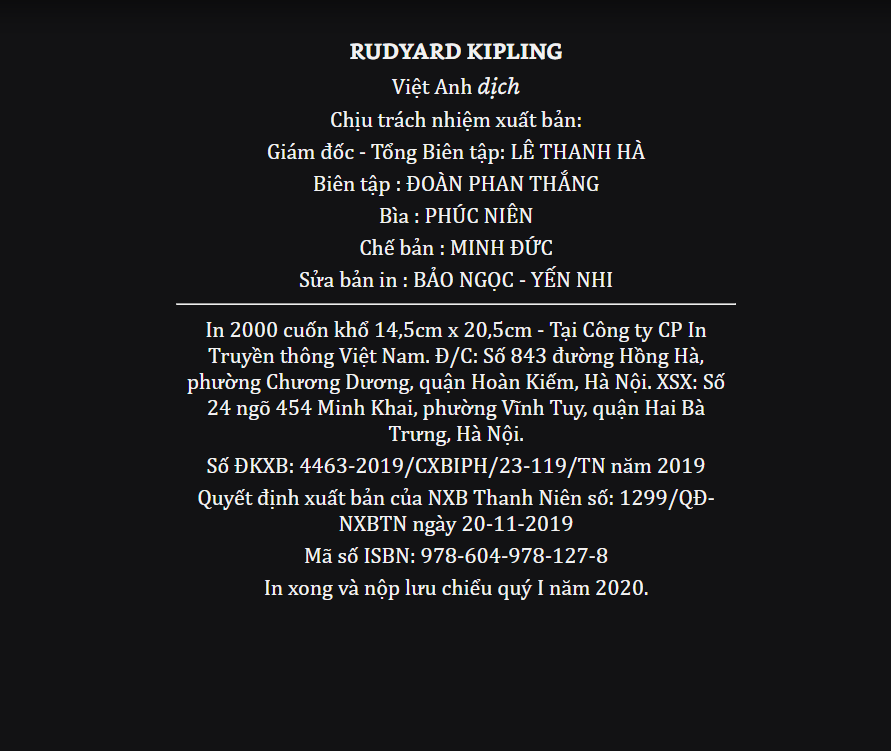 RUDYARD KIPLING
Việt Anh dịch
Chịu trách nhiệm xuất bản:
Giám đốc - Tổng Biên tập: LÊ THANH HÀ
Biên tập : ĐOÀN PHAN THẮNG
Bìa : PHÚC NIÊN
Chế bản : MINH ĐỨC
Sửa bản in : BẢO NGỌC - YẾN NHI
In 2000 cuốn khổ 14,5cm x 20,5cm - Tại Công ty CP In
Truyền thông Việt Nam. Đ/C: Số 843 đường Hồng Hà,
phường Chương Dương, quận Hoàn Kiếm, Hà Nội. XSX: Số
24 ngõ 454 Minh Khai, phường Vĩnh Tuy, quận Hai Bà
Trưng, Hà Nội.
Số ĐKXB: 4463-2019/CXBIPH/23-119/TN năm 2019
Quyết định xuất bản của NXB Thanh Niên số: 1299/QĐ-
NXBTN ngày 20-11-2019
Mã số ISBN: 978-604-978-127-8
In xong và nộp lưu chiểu quý I năm 2020.